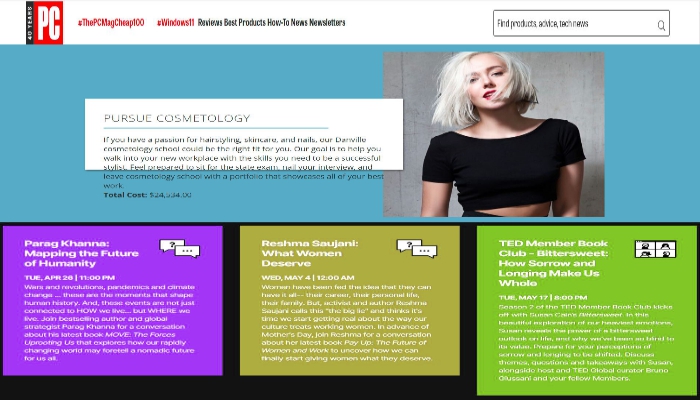 40 YEARS
PC
#ThePCMagCheap100 #Windows11 Reviews Best Products How-To News Newsletters
Find products, advice, tech news
PURSUE COSMETOLOGY
If you have a passion for hairstyling, skincare, and nails, our Danville
cosmetology school could be the right fit for you. Our goal is to help you
walk into your new workplace with the skills you need to be a successful
stylist. Feel prepared to sit for the state exam, nail your interview, and
leave cosmetology school with a portfolio that showcases all of your best
work.
Total Cost:
Parag Khanna:
Mapping the Future
of Humanity
TUE, APR 26 | 11:00 PM
Wars and revolutions, pandemics and climate
change ... these are the moments that shape
human history. And, these events are not just
connected to HOW we live... but WHERE we
live. Join bestselling author and global
strategist Parag Khanna for a conversation
about his latest book MOVE: The Forces
Uprooting Us that explores how our rapidly
changing world may foretell a nomadic future
for us all.
Reshma Saujani:
What Women
Deserve
WED, MAY 4 | 12:00 AM
Women have been fed the idea that they can
have it all-- their career, their personal life,
their family. But, activist and author Reshma
Saujani calls this "the big lie" and thinks it's
time we start getting real about the way our
culture treats working women. In advance of
Mother's Day, join Reshma for a conversation
about her latest book Pay Up: The Future of
Women and Work to uncover how we can
finally start giving women what they deserve.
TED Member Book
Club - Bittersweet:
How Sorrow and
Longing Make Us
Whole
TUE, MAY 17 | 8:00 PM
Season 2 of the TED Member Book Club kicks
off with Susan Cain's Bittersweet. In this
beautiful exploration of our heaviest emotions,
Susan reveals the power of a bittersweet
outlook on life, and why we've been so blind to
its value. Prepare for your perceptions of
sorrow and longing to be shifted. Discuss
themes, questions and takeaways with Susan,
alongside host and TED Global curator Bruno
Giussani and your fellow Members.